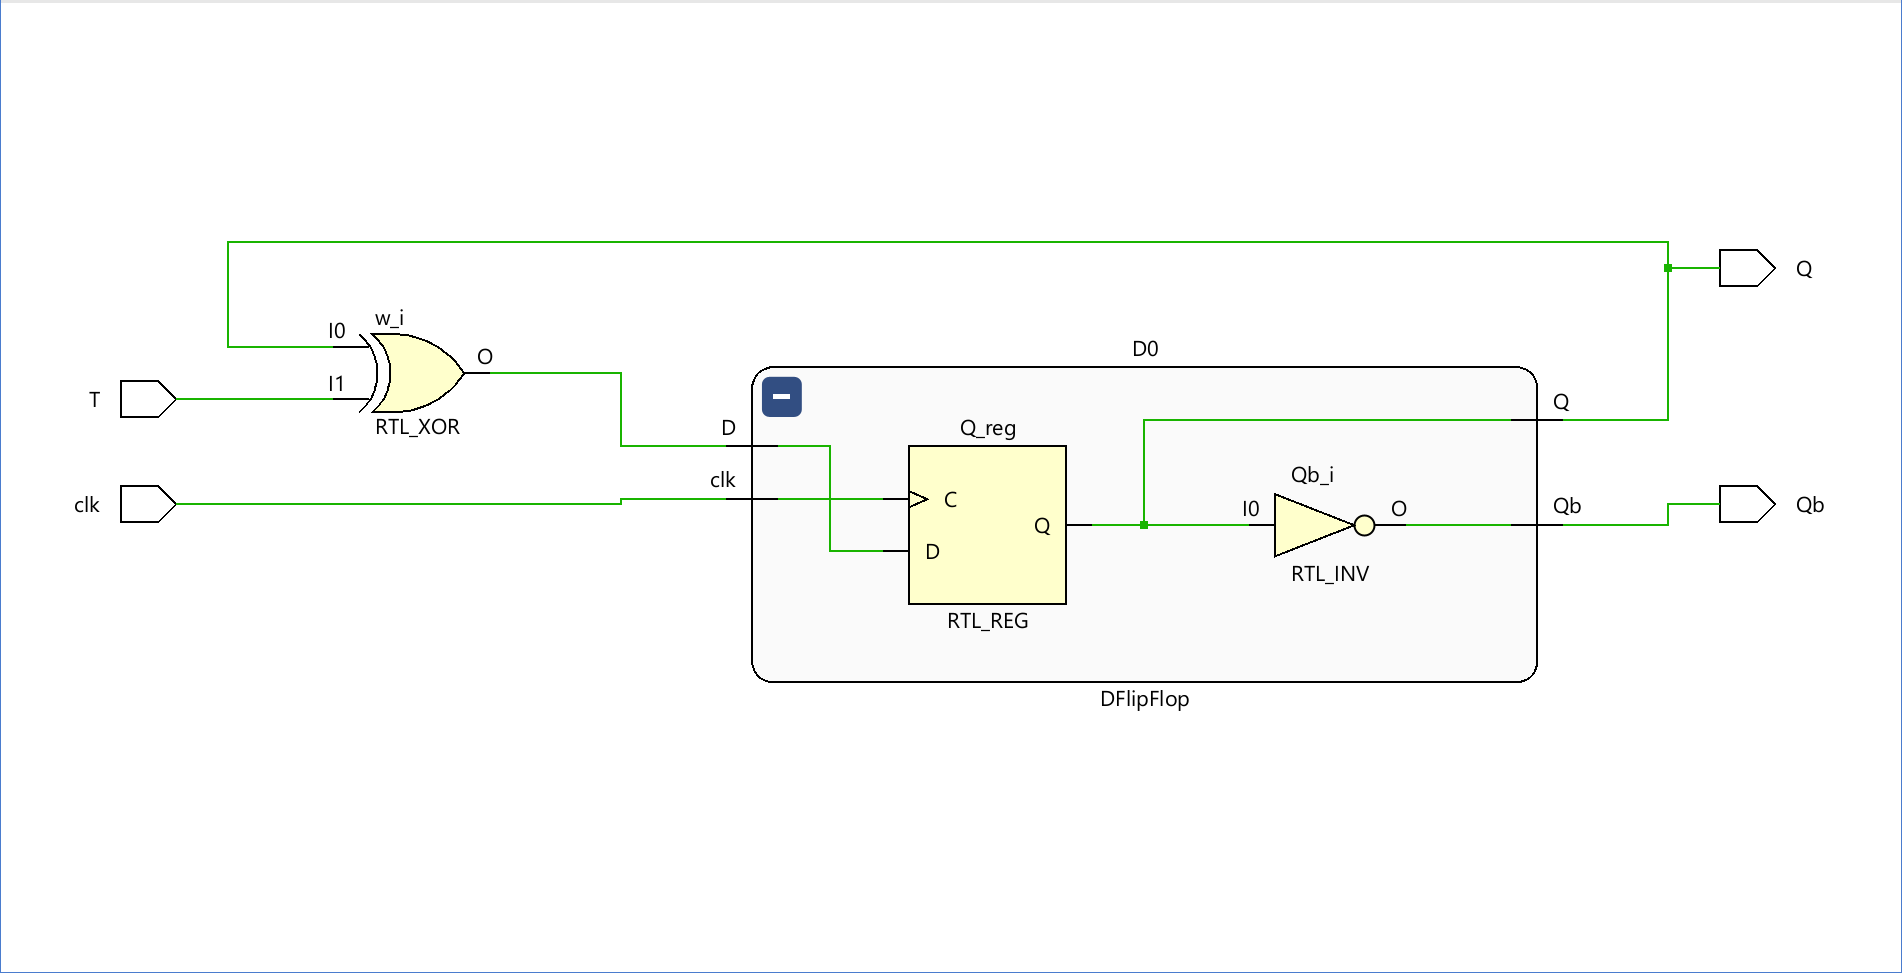 Q
w_i
I0
O
I1
T
RTL_XOR
D0
Q
D
Q_reg
clk
C
Qb_i
I0
O
Qb
clk
Q
Qb
D
RTL_INV
RTL_REG
DFlipFlop